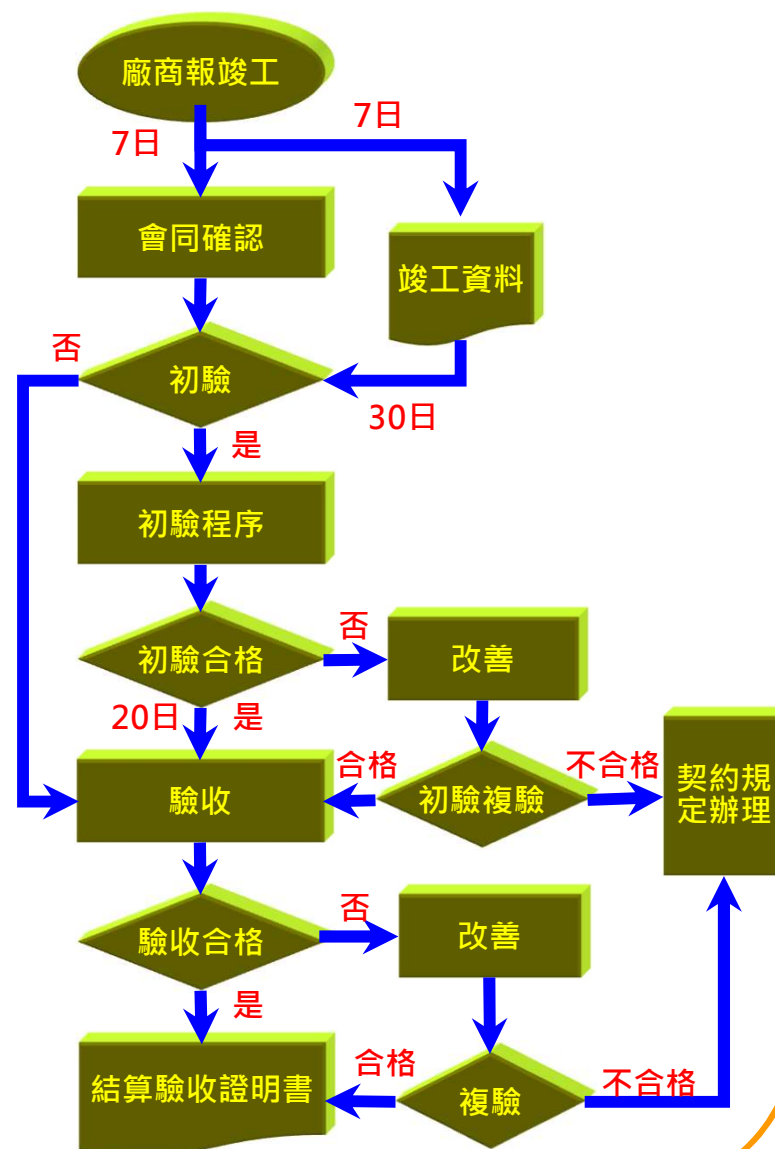 廠商報竣工
7日
7日
會同確認
竣工資料
否
初驗
30日
是
初驗程序
初驗合格
否
改善
20日
是
驗收
合格
初驗複驗
不合格
契約規
定辦理
驗收合格
否
改善
是
結算驗收證明書
合格
複驗
不合格